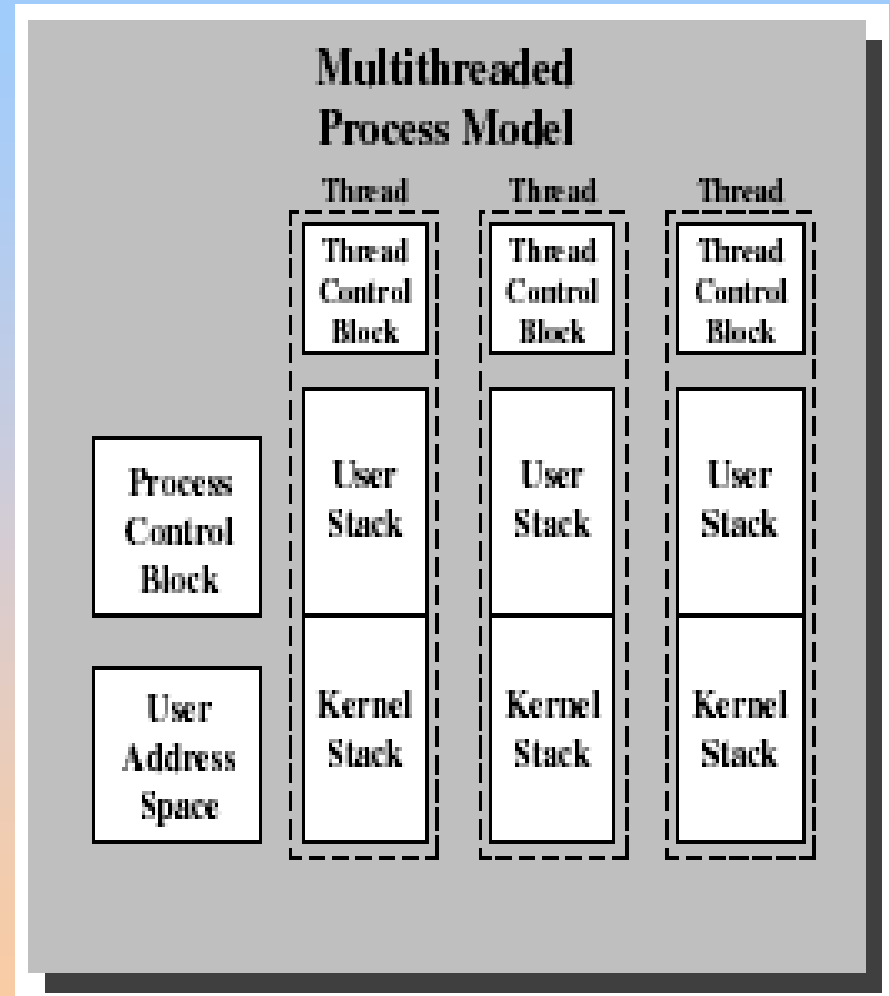 Multithreaded
Process Model
Thread
Thread
Control
Block
User
Stack
Kernel
Stack
Thread
Thread
Control
Block
User
Stack
Kernel
Stack
Thread
Thread
Control
Block
User
Stack
Kernel
Stack
Process
Control
Block
User
Address
Space